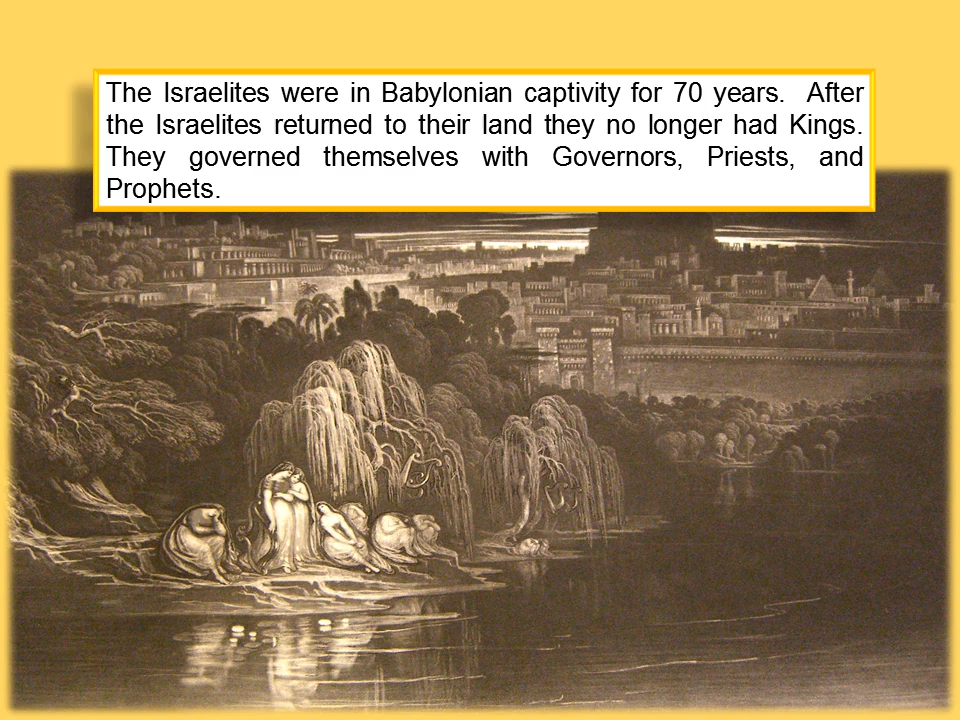 The Israelites were in Babylonian captivity for 70 years.  After
the Israelites returned to their land they no longer had Kings.
They governed themselves with Governors, Priests, and
Prophets.